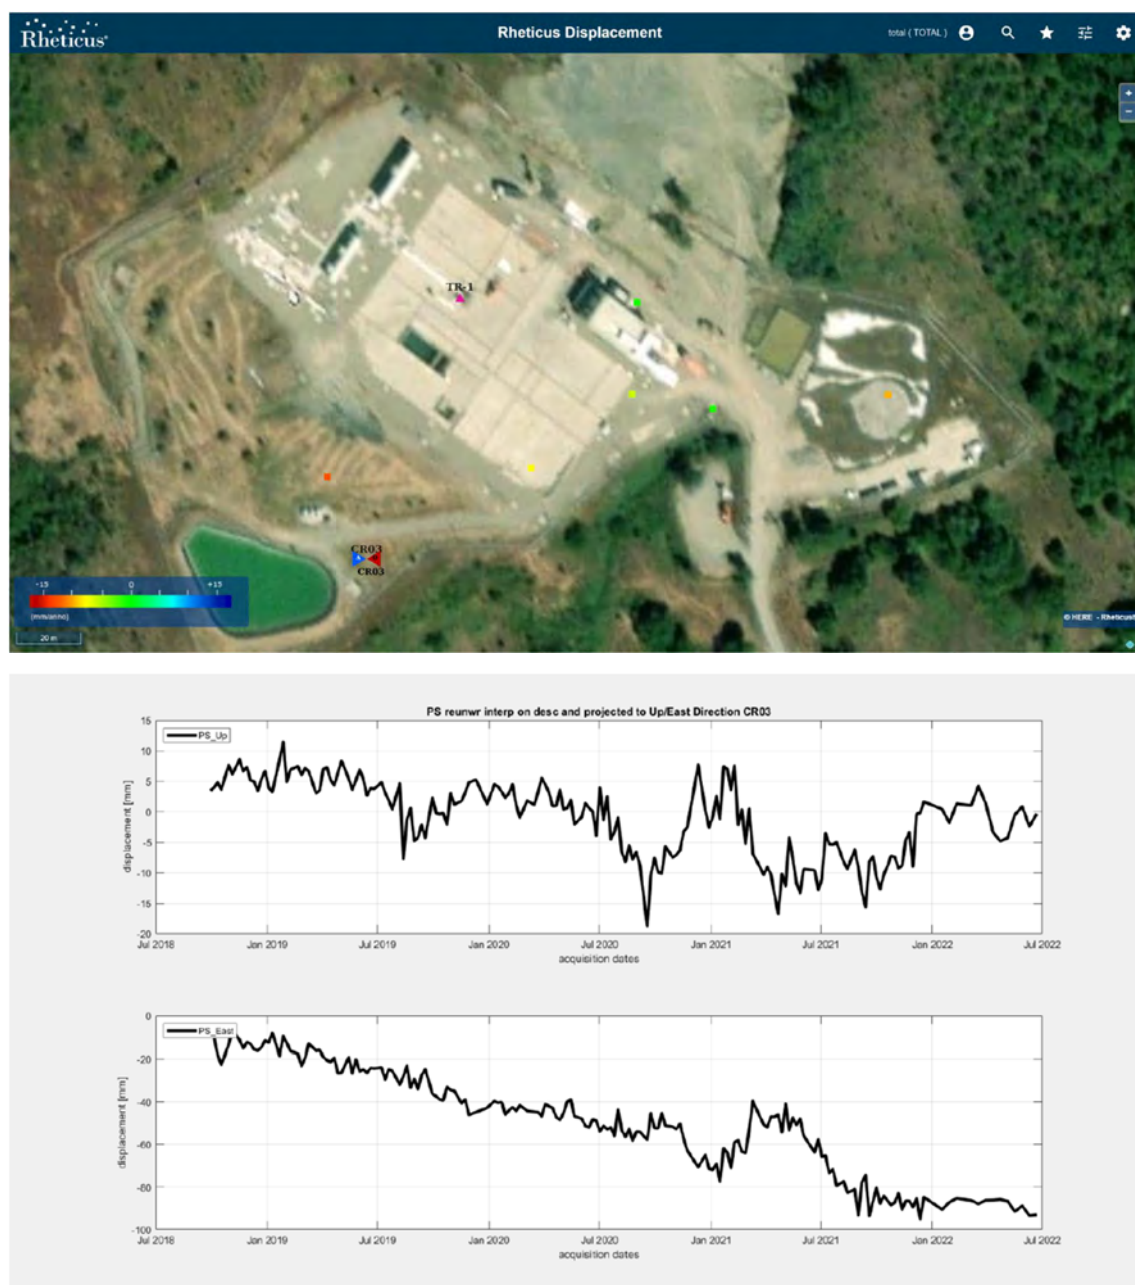 Rheticus®
Rheticus Displacement
total ( TOTAL )
+
−
TR-1
CR03
CR03
-15 0 +15
[mm/anno]
20 m
© HERE - Rheticus®
PS reunwr interp on desc and projected to Up/East Direction CR03
PS_Up
15
10
5
0
-5
-10
-15
-20
displacement [mm]
Jul 2018 Jan 2019 Jul 2019 Jan 2020 Jul 2020 Jan 2021 Jul 2021 Jan 2022 Jul 2022
acquisition dates
PS_East
0
-20
-40
-60
-80
-100
displacement [mm]
Jul 2018 Jan 2019 Jul 2019 Jan 2020 Jul 2020 Jan 2021 Jul 2021 Jan 2022 Jul 2022
acquisition dates